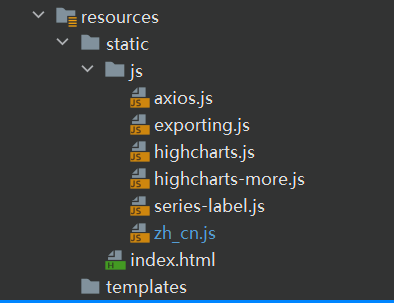 resources
static
js
axios.js
exporting.js
highcharts.js
highcharts-more.js
series-label.js
zh_cn.js
index.html
templates